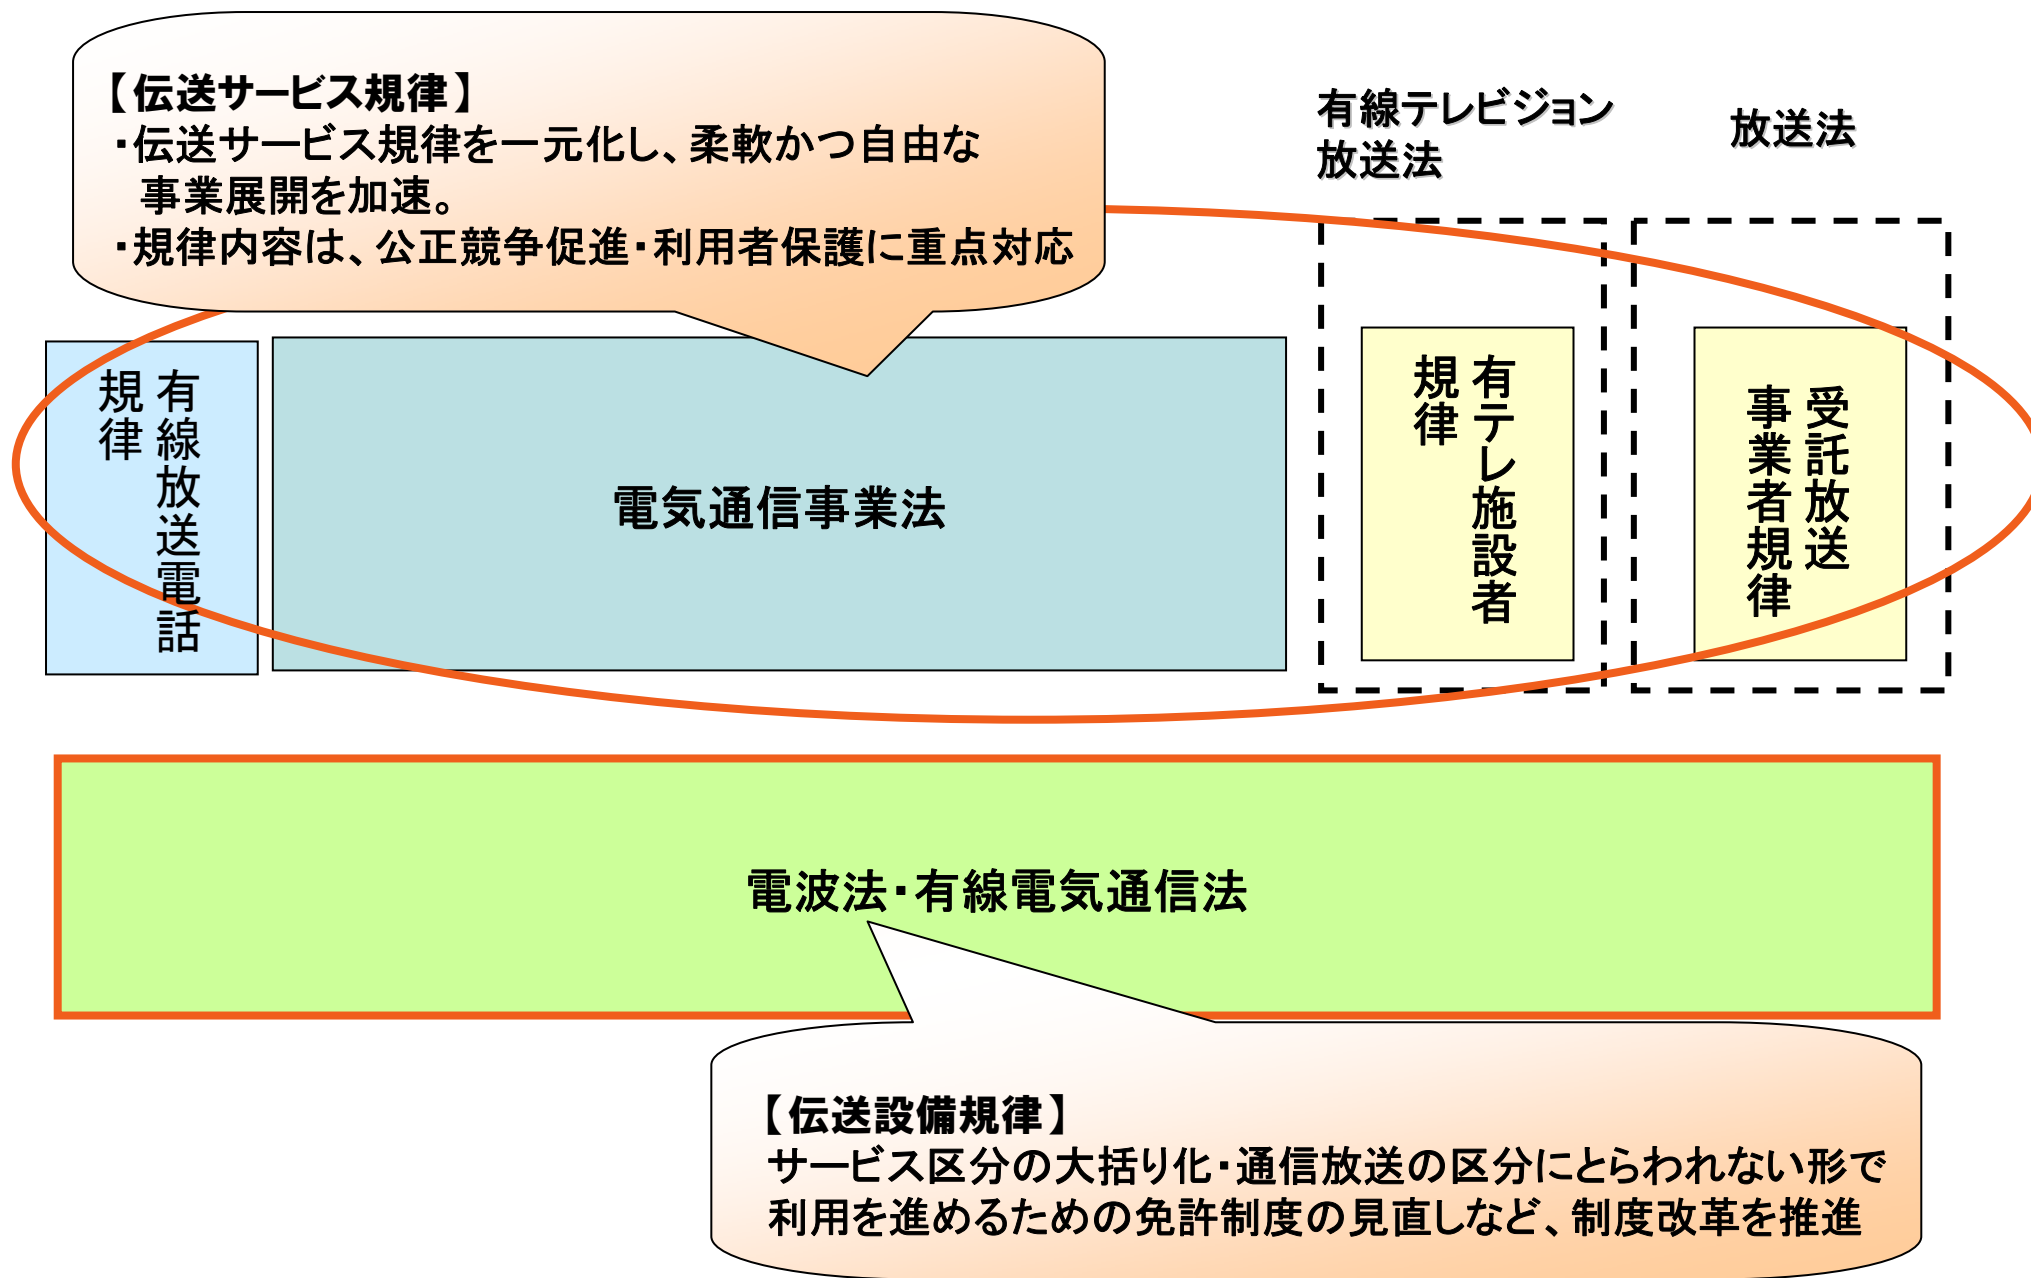 【伝送サービス規律】
・伝送サービス規律を一元化し、柔軟かつ自由な
事業展開を加速。
・規律内容は、公正競争促進・利用者保護に重点対応
有線テレビジョン
放送法
放送法
有線放送電話
規律
電気通信事業法
有テレ施設者
規律
受託放送
事業者規律
電波法・有線電気通信法
【伝送設備規律】
サービス区分の大括り化・通信放送の区分にとらわれない形で
利用を進めるための免許制度の見直しなど、制度改革を推進